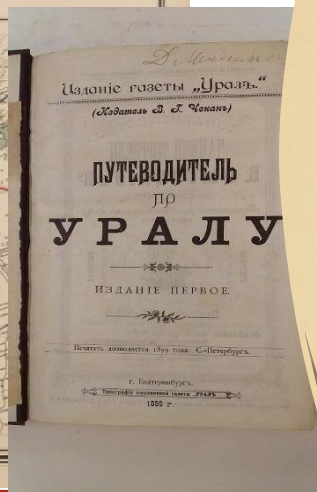 Д Менделеев
Изданіе газеты „Уралъ.“
(Издатель В. Г. Чеканъ)
ПУТЕВОДИТЕЛЬ
ПО
УРАЛУ
ИЗДАНІЕ ПЕРВОЕ.
Печатать дозволяется 1899 года. С.-Петербургъ.
г. Екатеринбургъ.
Типографія ежедневной газеты „УРАЛЪ
1899 г.